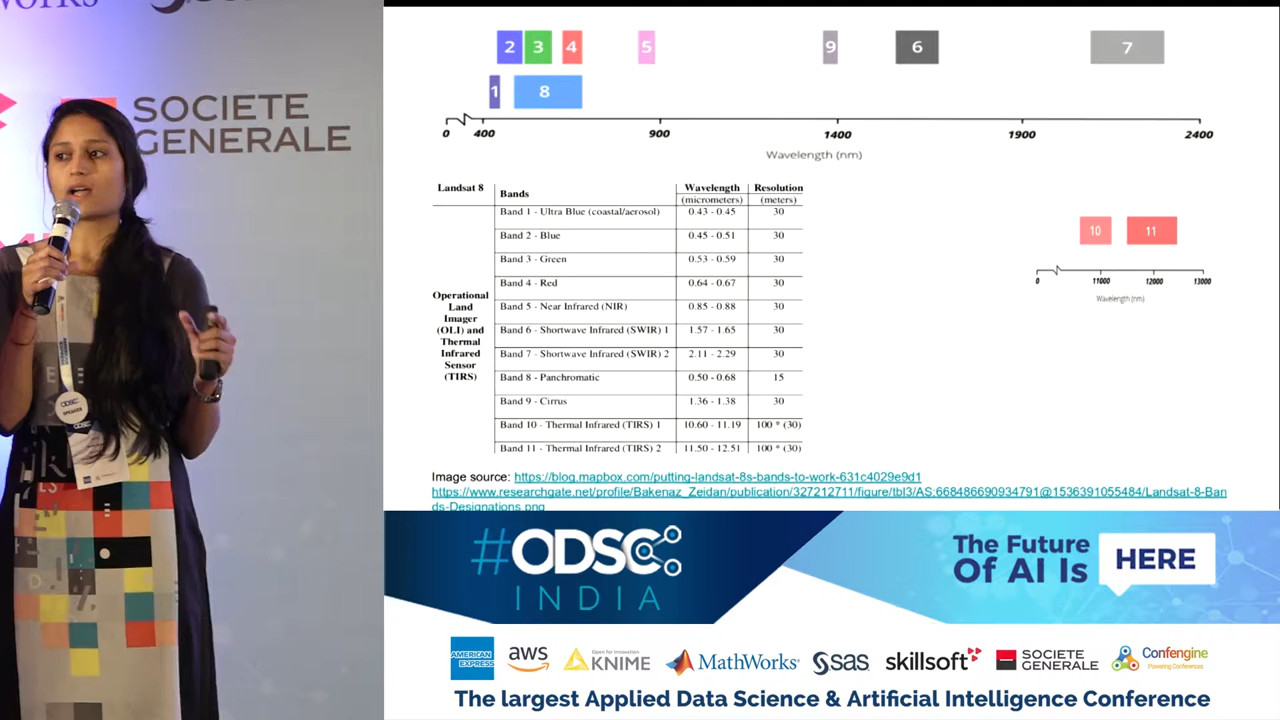 WORKS
SOCIETE
GENERALE
ODSC
SPEAKER
2
3
4
5
9
6
7
1
8
0
400
900
1400
1900
2400
Wavelength (nm)
Landsat 8
Bands
Wavelength
(micrometers)
Resolution
(meters)
Operational
Land
Imager
(OLI) and
Thermal
Infrared
Sensor
(TIRS)
Band 1 - Ultra Blue (coastal/aerosol) 0.43 - 0.45 30
Band 2 - Blue 0.45 - 0.51 30
Band 3 - Green 0.53 - 0.59 30
Band 4 - Red 0.64 - 0.67 30
Band 5 - Near Infrared (NIR) 0.85 - 0.88 30
Band 6 - Shortwave Infrared (SWIR) 1 1.57 - 1.65 30
Band 7 - Shortwave Infrared (SWIR) 2 2.11 - 2.29 30
Band 8 - Panchromatic 0.50 - 0.68 15
Band 9 - Cirrus 1.36 - 1.38 30
Band 10 - Thermal Infrared (TIRS) 1 10.60 - 11.19 100 * (30)
Band 11 - Thermal Infrared (TIRS) 2 11.50 - 12.51 100 * (30)
10
11
0
11000
12000
13000
Wavelength (nm)
Image source: https://blog.mapbox.com/putting-landsat-8s-bands-to-work-631c4029e9d1
https://www.researchgate.net/profile/Bakenaz_Zeidan/publication/327212711/figure/tbl3/AS:668486690934791@1536391055484/Landsat-8-Ban
ds-Designations.png
#ODSC
INDIA
The Future
Of AI Is
HERE
AMERICAN
EXPRESS
aws
Open for Innovation
KNIME
MathWorks
sas
skillsoft
SOCIETE
GENERALE
Confengine
Powering Conferences
The largest Applied Data Science & Artificial Intelligence Conference